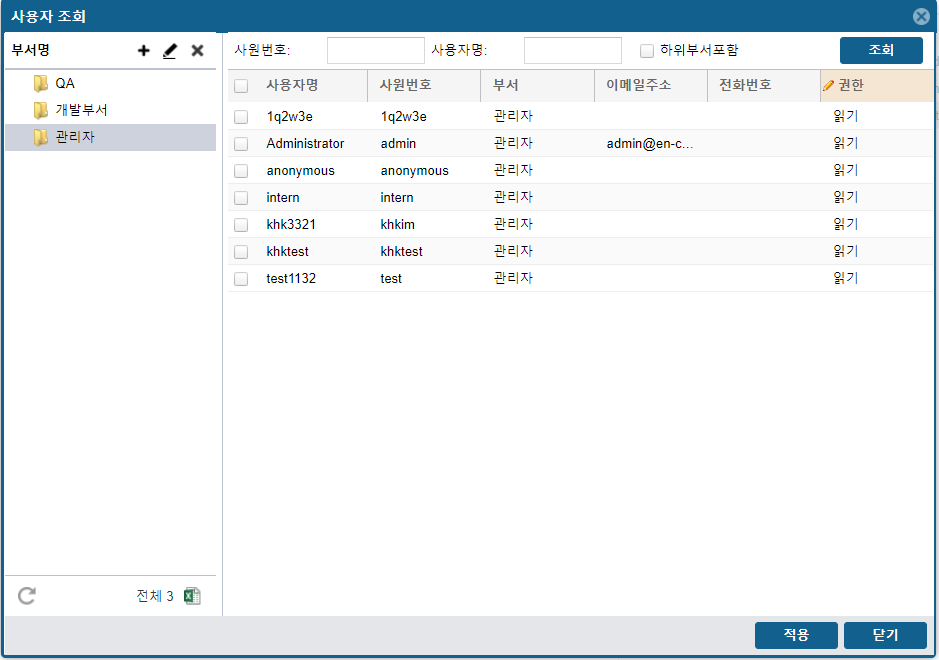 사용자 조회
부서명
사원번호: 사용자명: 하위부서포함 조회
QA
개발부서
관리자
사용자명 사원번호 부서 이메일주소 전화번호 권한
1q2w3e 1q2w3e 관리자 읽기
Administrator admin 관리자 admin@en-c... 읽기
anonymous anonymous 관리자 읽기
intern intern 관리자 읽기
khk3321 khkim 관리자 읽기
khktest khktest 관리자 읽기
test1132 test 관리자 읽기
전체 3
적용 닫기